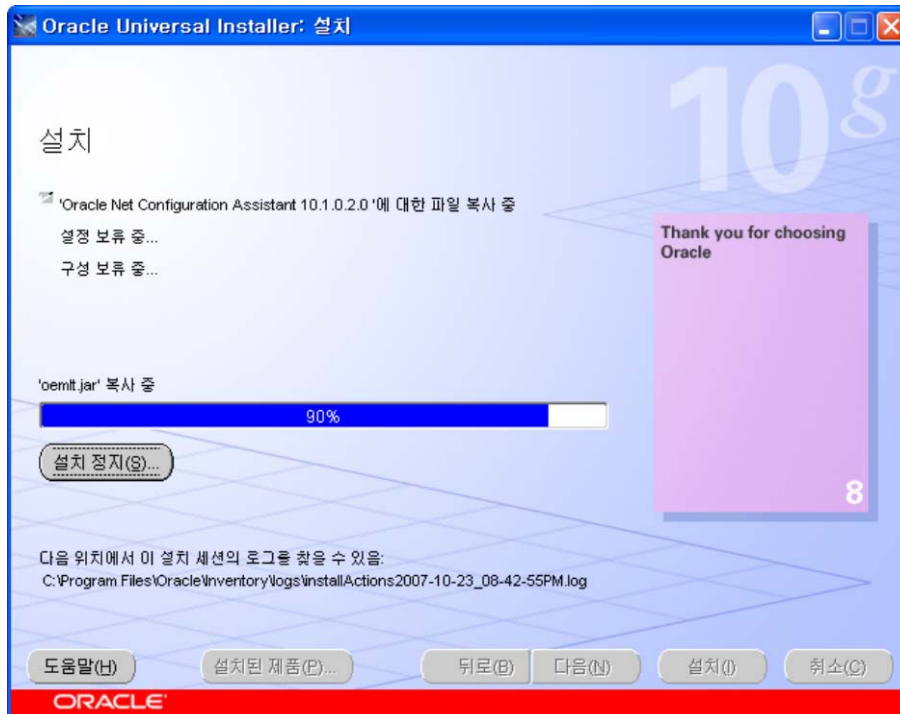 Oracle Universal Installer: 설치
10g
설치
'Oracle Net Configuration Assistant 10.1.0.2.0 '에 대한 파일 복사 중
설정 보류 중...
구성 보류 중...
Thank you for choosing
Oracle
'oemlt.jar' 복사 중
90%
설치 정지(S)...
8
다음 위치에서 이 설치 세션의 로그를 찾을 수 있음:
C:\Program Files\Oracle\Inventory\logs\installActions2007-10-23_08-42-55PM.log
도움말(H)
설치된 제품(P)...
뒤로(B)
다음(N)
설치(I)
취소(C)
ORACLE